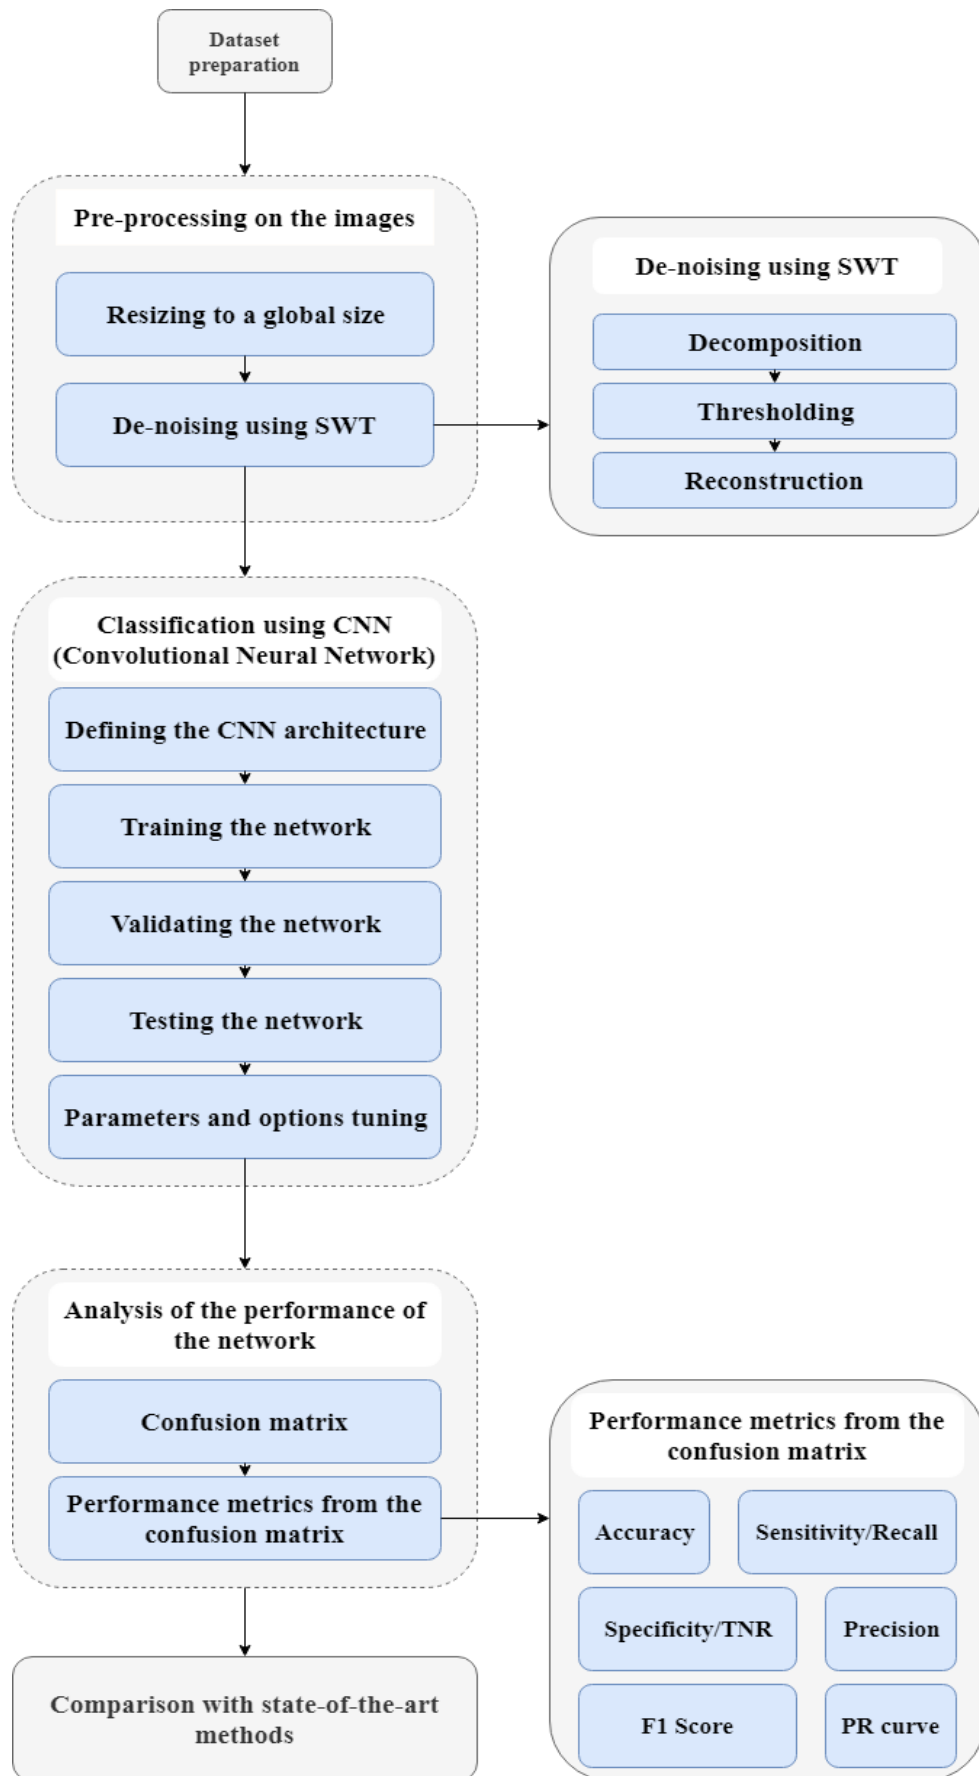 Dataset
preparation
Pre-processing on the images
Resizing to a global size
De-noising using SWT
De-noising using SWT
Decomposition
Thresholding
Reconstruction
Classification using CNN
(Convolutional Neural Network)
Defining the CNN architecture
Training the network
Validating the network
Testing the network
Parameters and options tuning
Analysis of the performance of
the network
Confusion matrix
Performance metrics from the
confusion matrix
Performance metrics from the
confusion matrix
Accuracy
Sensitivity/Recall
Specificity/TNR
Precision
F1 Score
PR curve
Comparison with state-of-the-art
methods